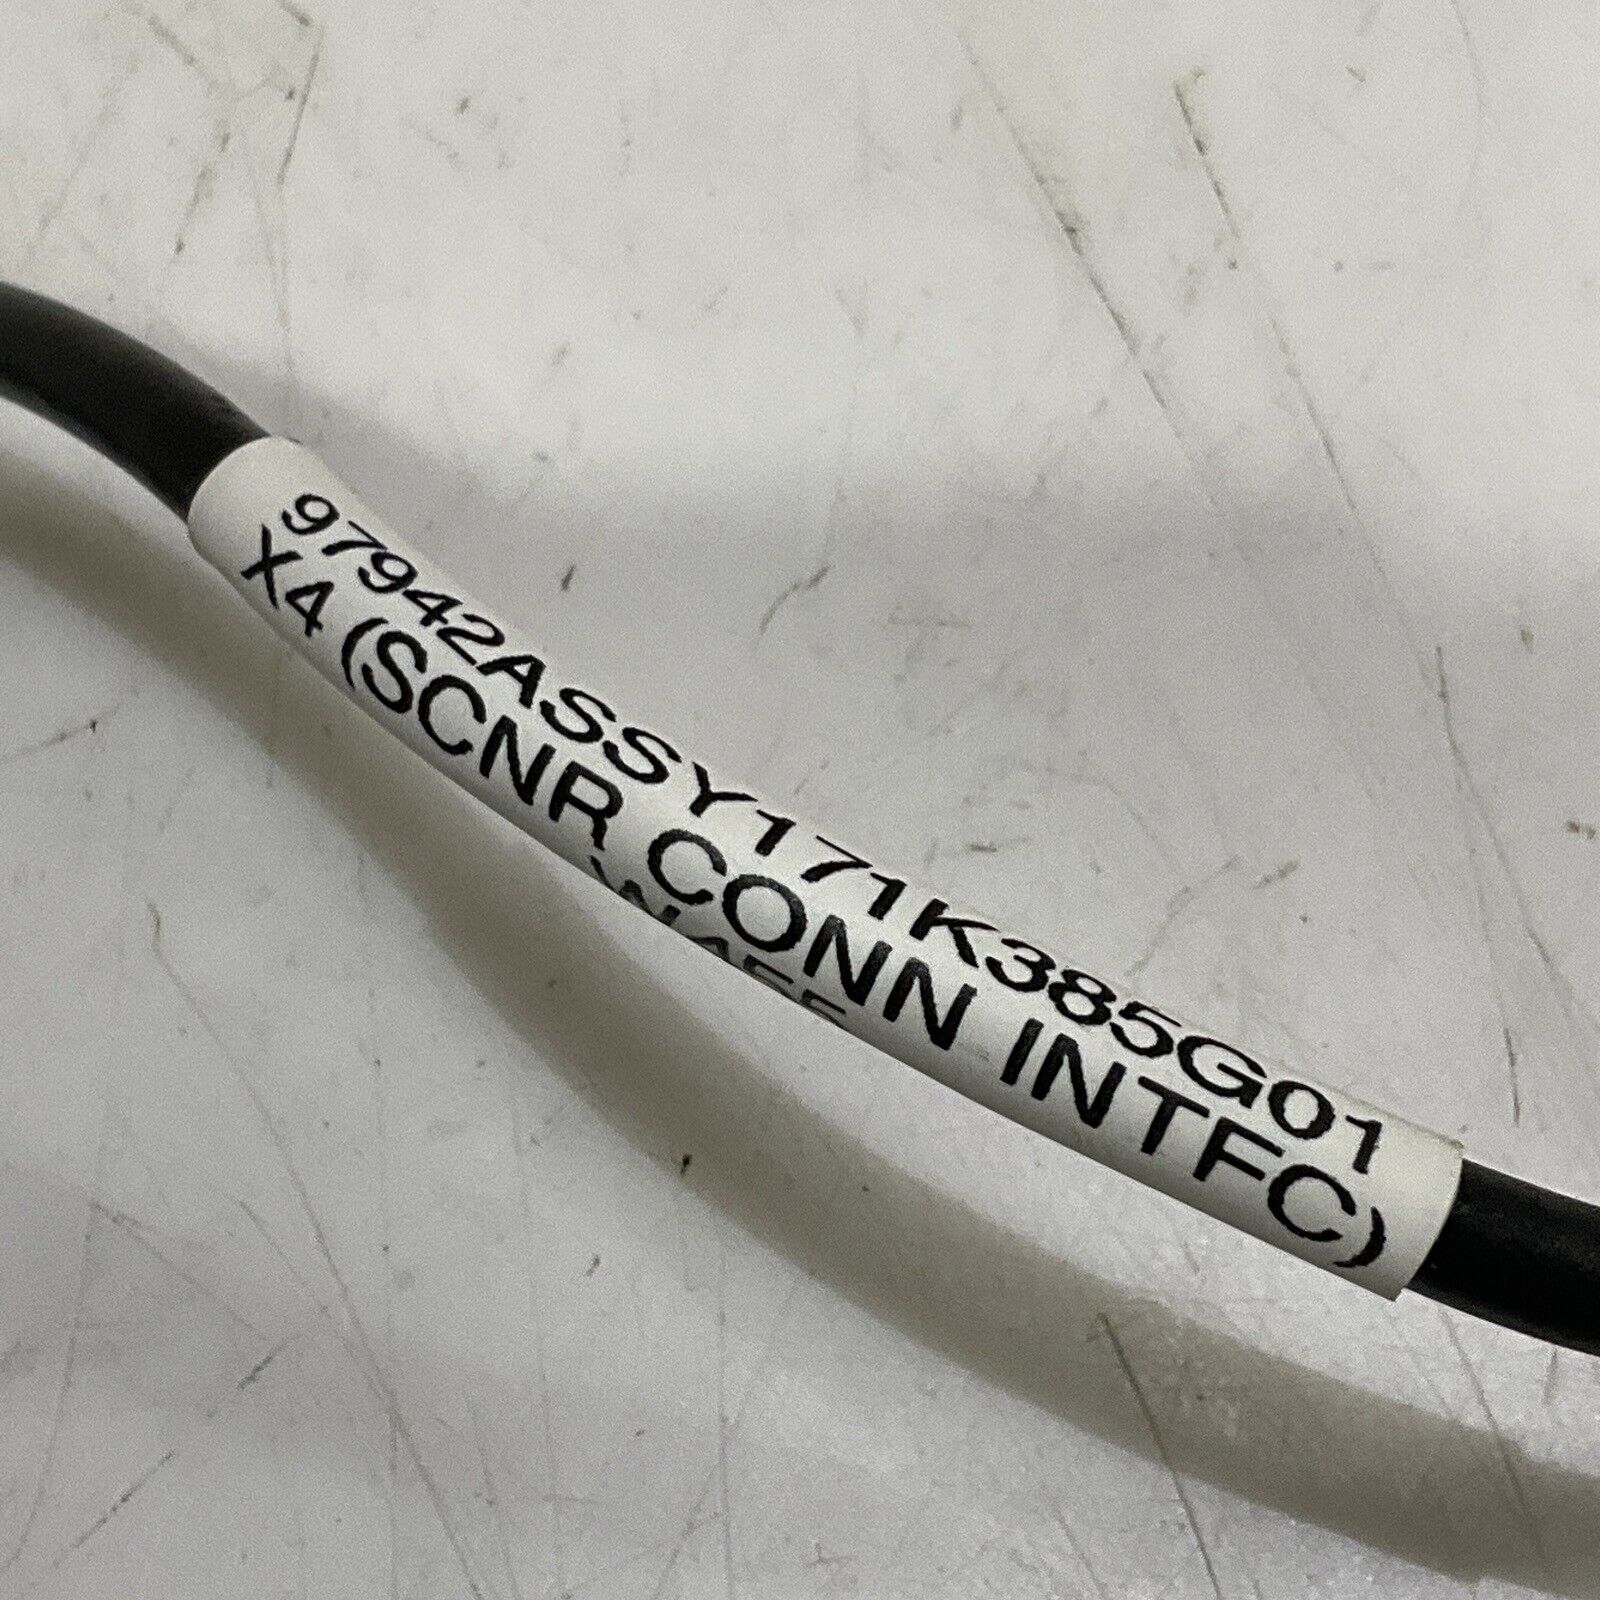 97942ASSY171K385G01
X4 (SCNR CONN INTFC)